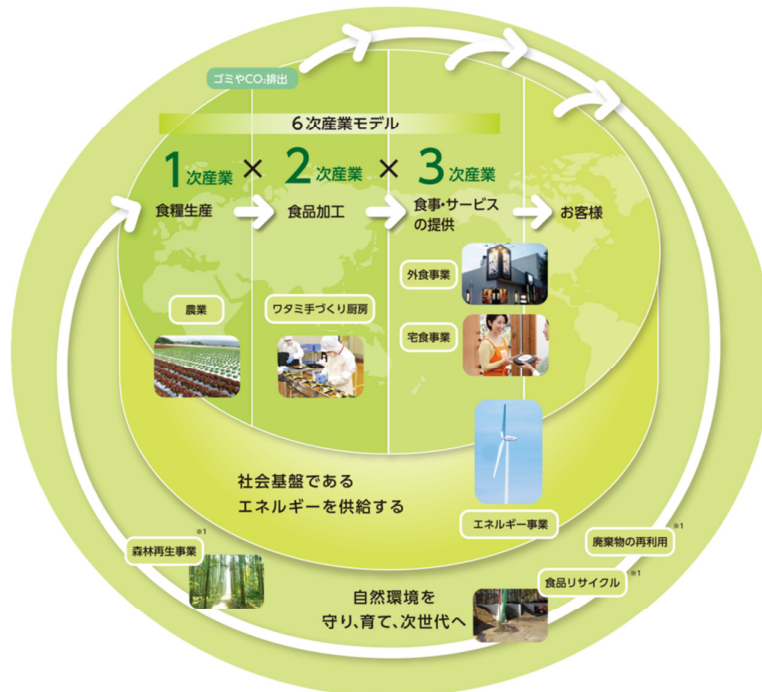 ゴミやCO₂排出
6次産業モデル
1次産業 × 2次産業 × 3次産業
食糧生産
食品加工
食事・サービス
の提供
お客様
外食事業
農業
ワタミ手づくり厨房
宅食事業
社会基盤である
エネルギーを供給する
エネルギー事業
森林再生事業※1
廃棄物の再利用※1
食品リサイクル※1
自然環境を
守り、育て、次世代へ